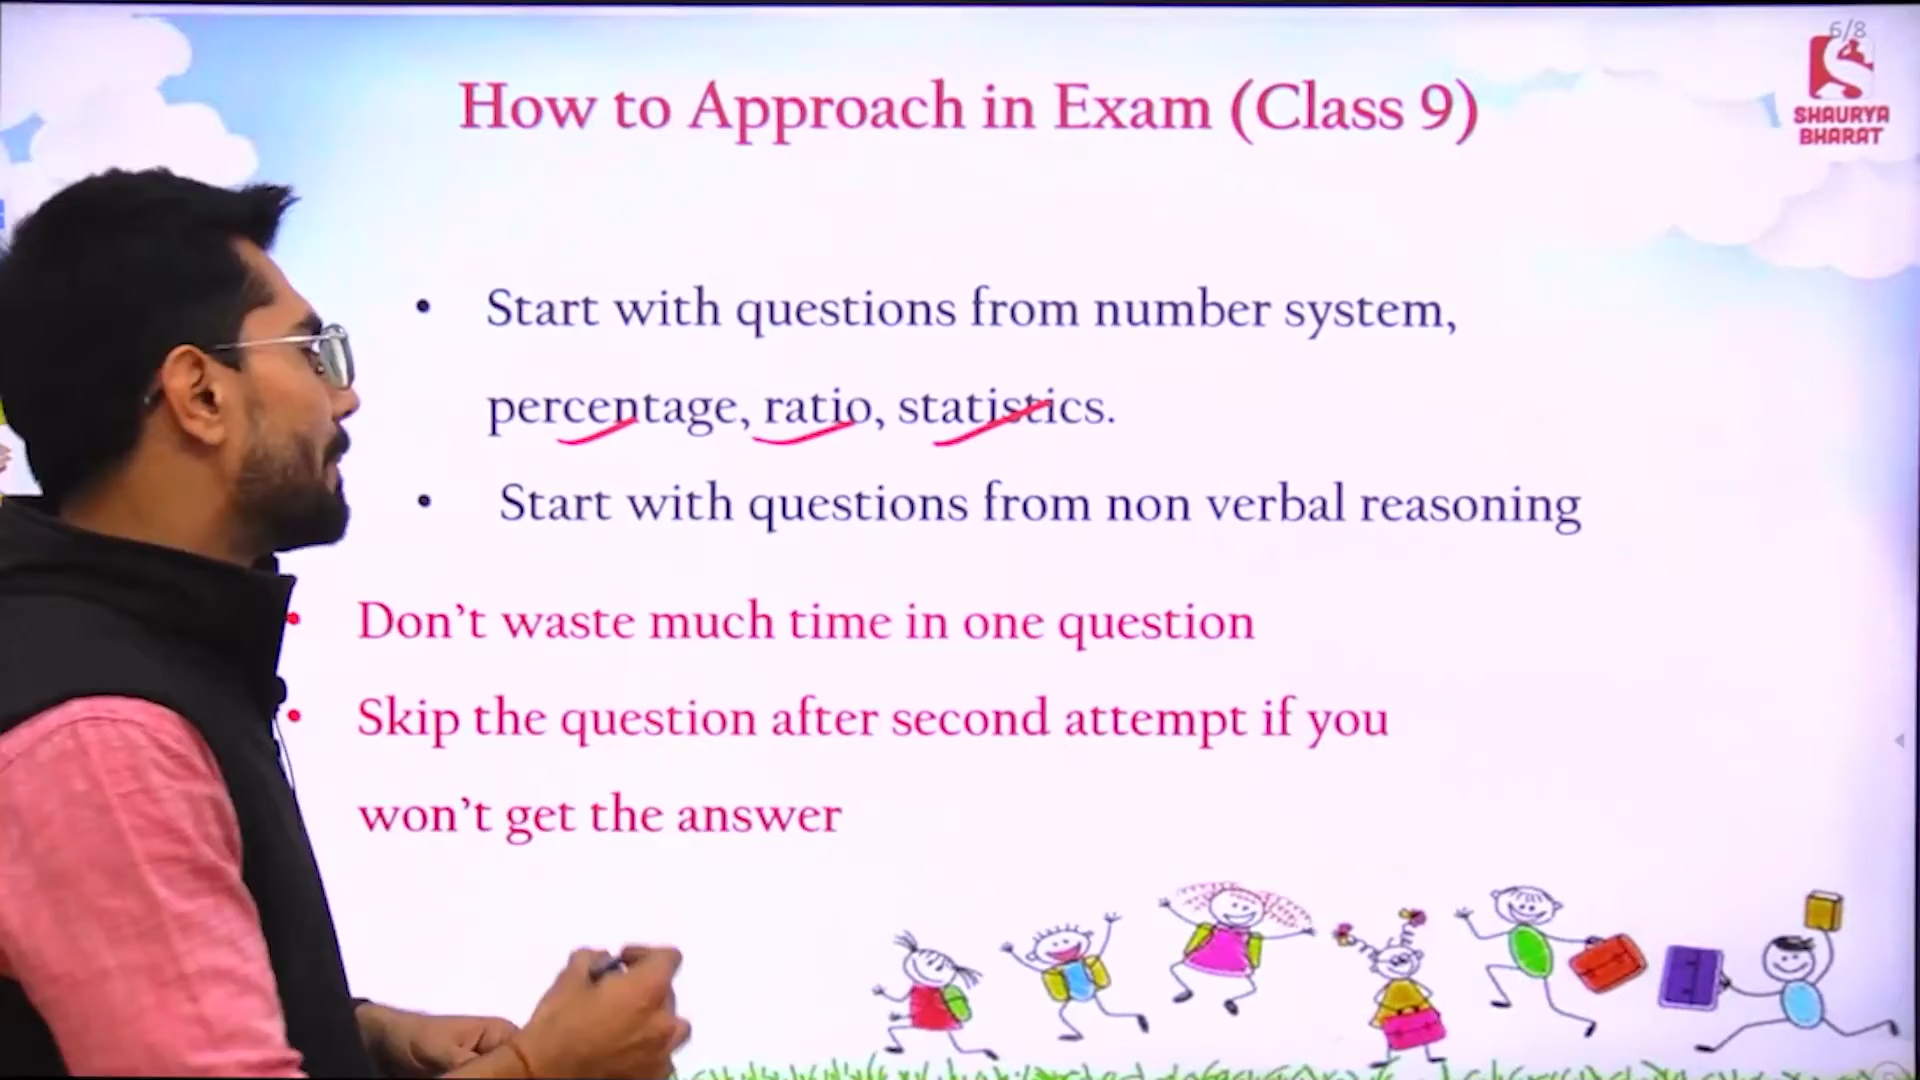 6/8
SHAURYA
BHARAT
How to Approach in Exam (Class 9)
• Start with questions from number system,
percentage, ratio, statistics.
• Start with questions from non verbal reasoning
• Don't waste much time in one question
• Skip the question after second attempt if you
won't get the answer